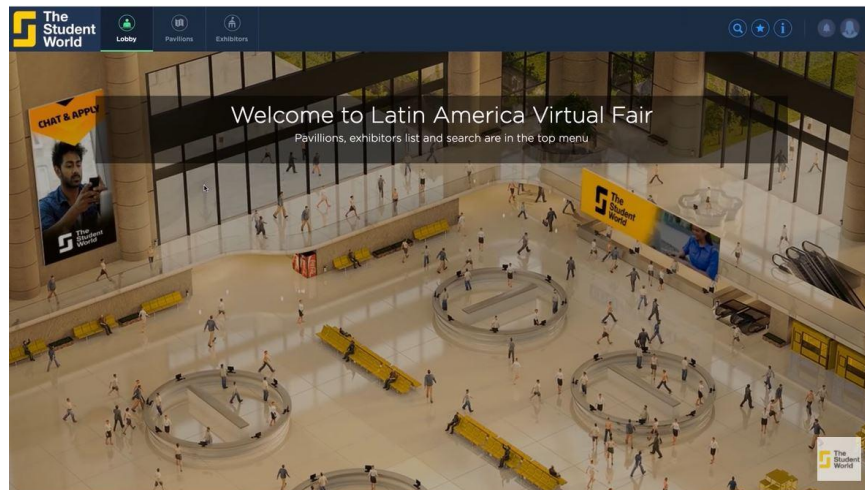 The
Student
World
Lobby
Pavilions
Exhibitors
Welcome to Latin America Virtual Fair
Pavillions, exhibitors list and search are in the top menu
CHAT & APPLY
The
Student
World
The
Student
World
The
Student
World